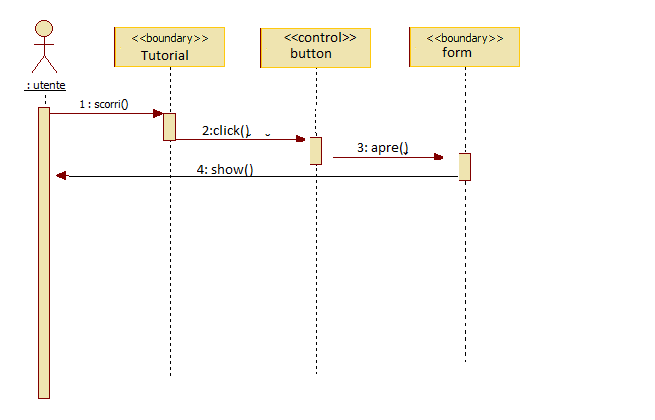 <<boundary>>
Tutorial
<<control>>
button
<<boundary>>
form
: utente
1 : scorri()
2:click()
3: apre()
4: show()